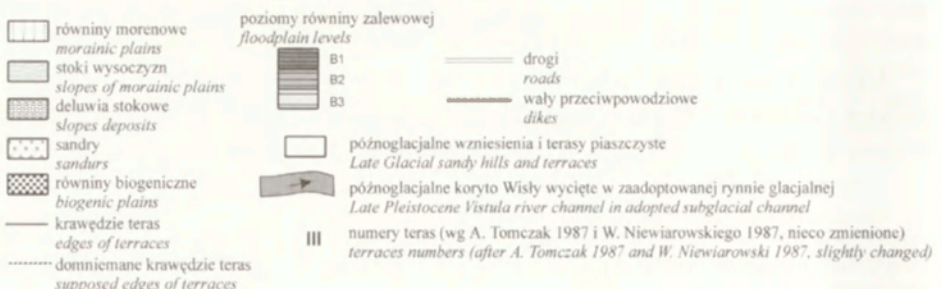 równiny morenowe
morainic plains
stoki wysoczyzn
slopes of morainic plains
deluwia stokowe
slopes deposits
sandry
sandurs
równiny biogeniczne
biogenic plains
krawędzie teras
edges of terraces
domniemane krawędzie teras
supposed edges of terraces
poziomy równiny zalewowej
floodplain levels
B1
B2
B3
drogi
roads
wały przeciwpowodziowe
dikes
późnoglacjalne wzniesienia i terasy piaszczyste
Late Glacial sandy hills and terraces
późnoglacjalne koryto Wisły wycięte w zaadoptowanej rynnie glacjalnej
Late Pleistocene Vistula river channel in adopted subglacial channel
III
numery teras (wg A. Tomczak 1987 i W. Niewiarowskiego 1987, nieco zmienione)
terraces numbers (after A. Tomczak 1987 and W. Niewiarowski 1987, slightly changed)